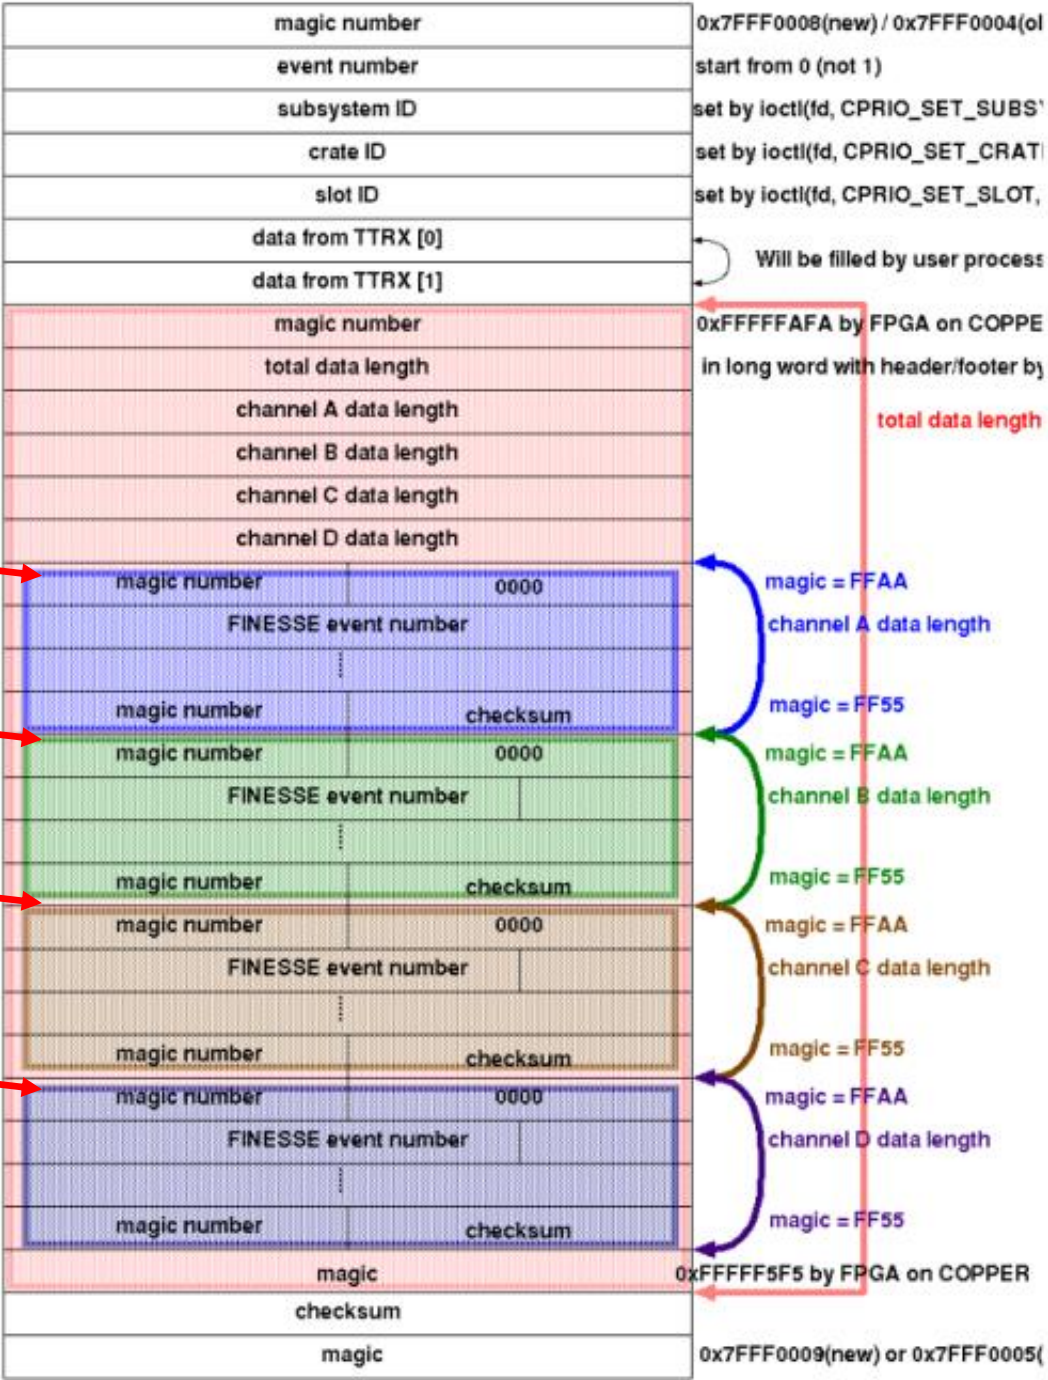 magic number 0x7FFF0008(new) / 0x7FFF0004(ol
event number start from 0 (not 1)
subsystem ID set by ioctl(fd, CPRIO_SET_SUBS
crate ID set by ioctl(fd, CPRIO_SET_CRAT
slot ID set by ioctl(fd, CPRIO_SET_SLOT,
data from TTRX [0]
Will be filled by user process
data from TTRX [1]
magic number 0xFFFFFAFA by FPGA on COPPE
total data length in long word with header/footer by
channel A data length
total data length
channel B data length
channel C data length
channel D data length
magic number 0000 magic = FFAA
FINESSE event number channel A data length
magic number checksum magic = FF55
magic number 0000 magic = FFAA
FINESSE event number channel B data length
magic number checksum magic = FF55
magic number 0000 magic = FFAA
FINESSE event number channel C data length
magic number checksum magic = FF55
magic number 0000 magic = FFAA
FINESSE event number channel D data length
magic number checksum magic = FF55
magic 0xFFFFF5F5 by FPGA on COPPER
checksum
magic 0x7FFF0009(new) or 0x7FFF0005(